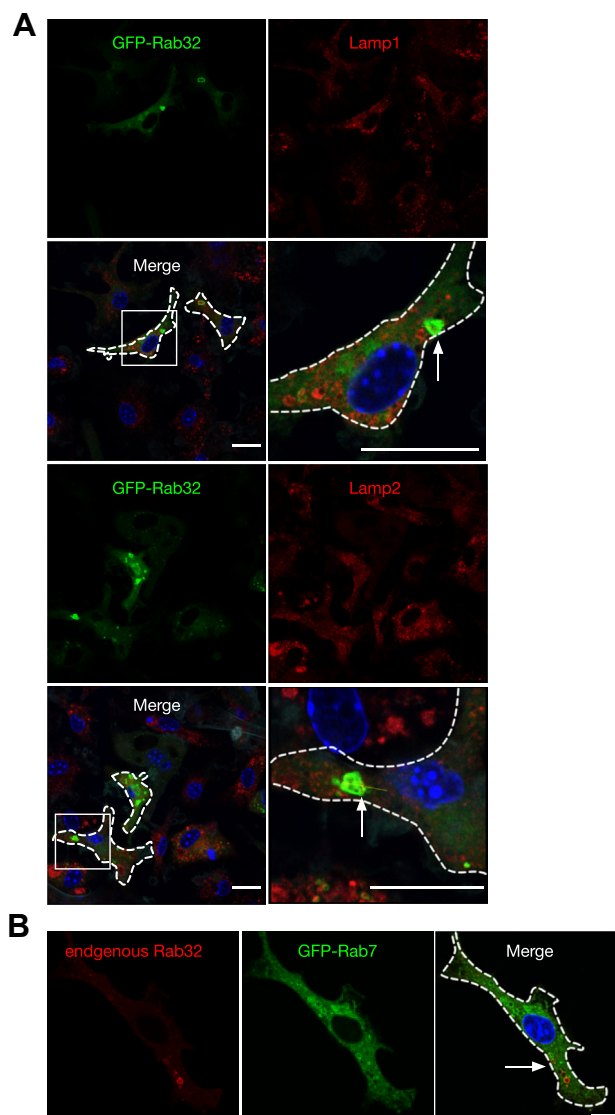 A
GFP-Rab32
Lamp1
Merge
GFP-Rab32
Lamp2
Merge
B
endgenous Rab32
GFP-Rab7
Merge